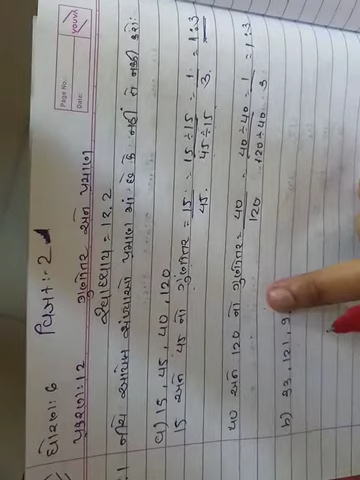 youva
Page No:
Date:
ધોરણ: 6 વિષય: 2
પ્રકરણ: 12 ગુણોત્તર અને પ્રમાણ
સ્વાધ્યાય = 12.2
1 નીચે આપેલ સંખ્યાઓ પ્રમાણ માં છે કે નહીં તે નક્કી કરો:
a) 15, 45, 40, 120
15 અને 45 નો ગુણોત્તર = 15/45 = 15÷15/45÷15 = 1/3 = 1:3
40 અને 120 નો ગુણોત્તર = 40/120 = 40÷40/120÷40 = 1/3 = 1:3
b) 33, 121, 9